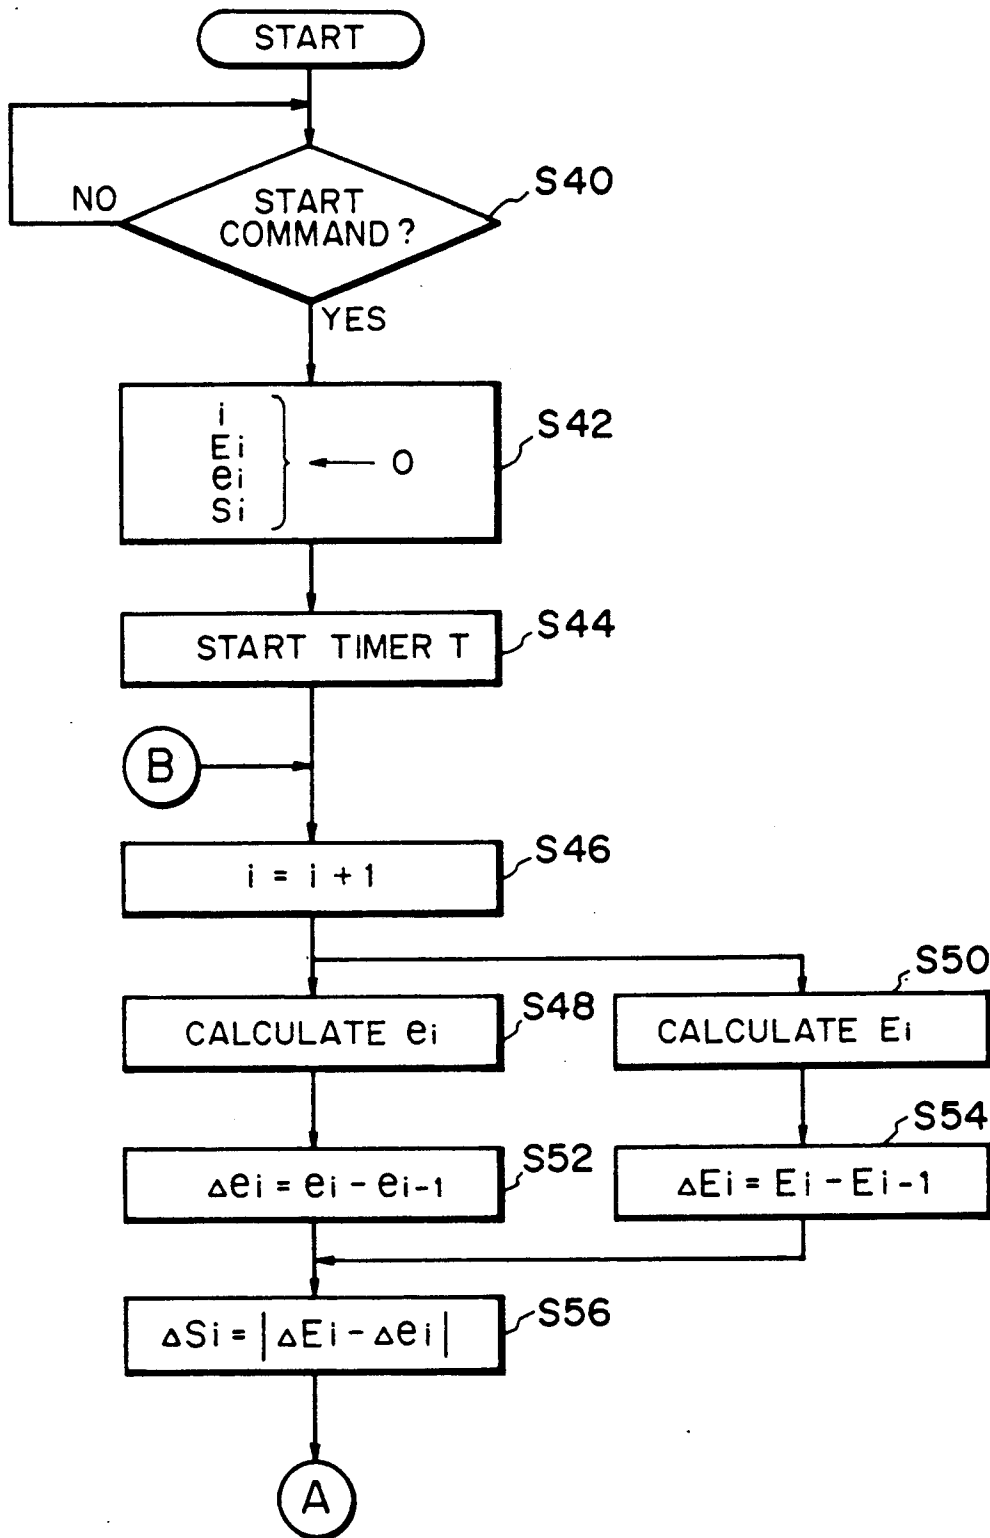 START
START
COMMAND?
S40
NO
YES
i
Ei
ei
Si
← 0
S42
START TIMER T
S44
B
i = i + 1
S46
CALCULATE ei
S48
CALCULATE Ei
S50
Δei = ei - ei-1
S52
ΔEi = Ei - Ei-1
S54
ΔSi = | ΔEi - Δei |
S56
A